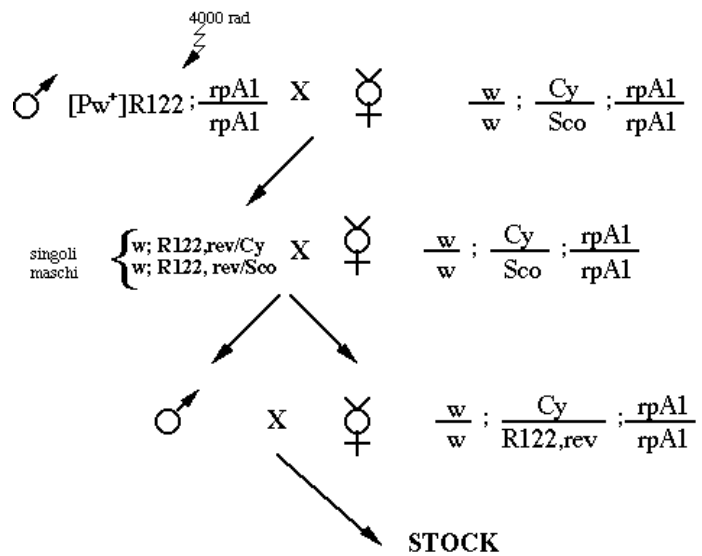 4000 rad
[Pw+]R122 ; rpA1 X w ; Cy ; rpA1
rpA1 w Sco rpA1
singoli
maschi
w; R122,rev/Cy X w ; Cy ; rpA1
w; R122, rev/Sco w Sco rpA1
X w ; Cy ; rpA1
w R122,rev rpA1
STOCK